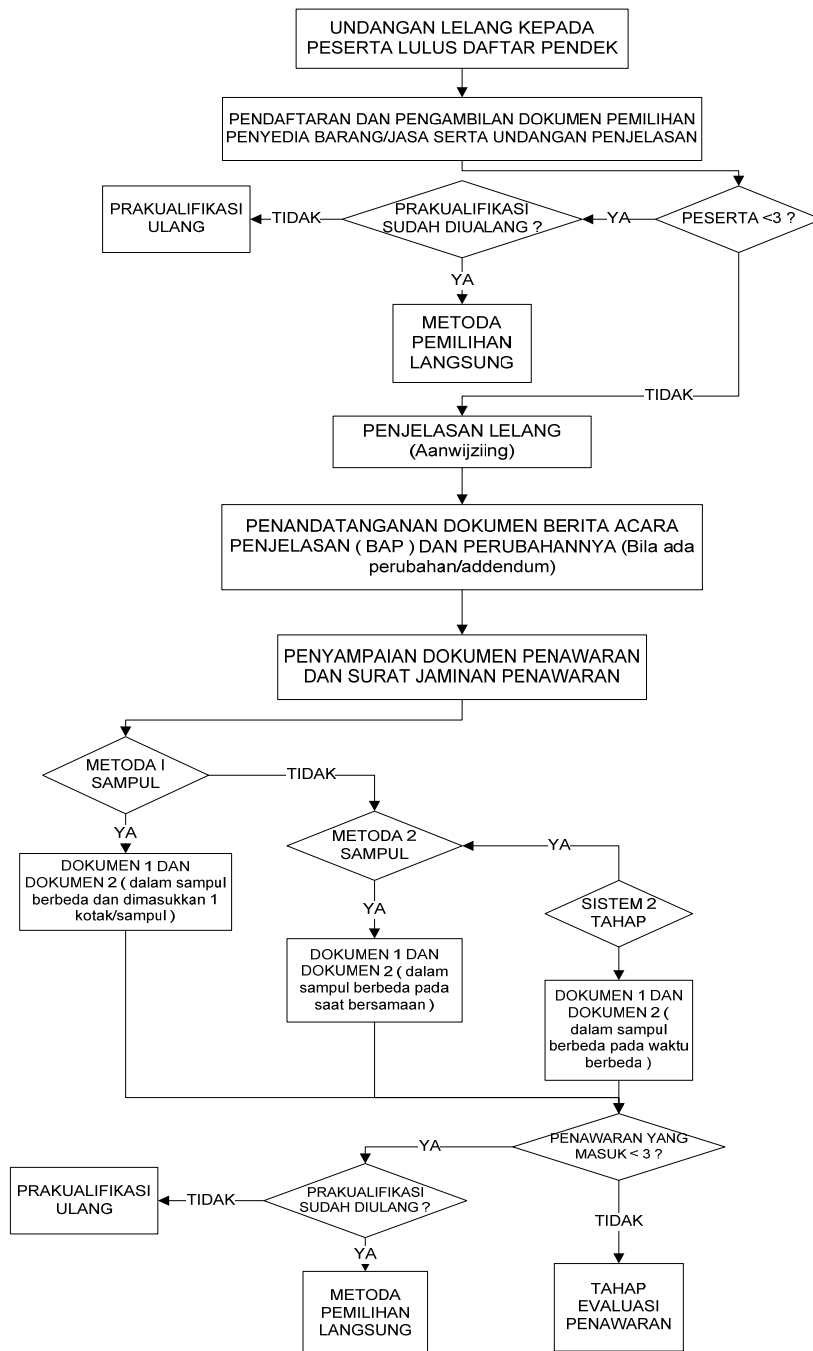 UNDANGAN LELANG KEPADA
PESERTA LULUS DAFTAR PENDEK
PENDAFTARAN DAN PENGAMBILAN DOKUMEN PEMILIHAN
PENYEDIA BARANG/JASA SERTA UNDANGAN PENJELASAN
PESERTA <3 ?
YA
PRAKUALIFIKASI
SUDAH DIUALANG ?
TIDAK
PRAKUALIFIKASI
ULANG
YA
METODA
PEMILIHAN
LANGSUNG
TIDAK
PENJELASAN LELANG
(Aanwijziing)
PENANDATANGANAN DOKUMEN BERITA ACARA
PENJELASAN ( BAP ) DAN PERUBAHANNYA (Bila ada
perubahan/addendum)
PENYAMPAIAN DOKUMEN PENAWARAN
DAN SURAT JAMINAN PENAWARAN
METODA I
SAMPUL
TIDAK
YA
METODA 2
SAMPUL
YA
SISTEM 2
TAHAP
DOKUMEN 1 DAN
DOKUMEN 2 ( dalam sampul
berbeda dan dimasukkan 1
kotak/sampul )
YA
DOKUMEN 1 DAN
DOKUMEN 2 ( dalam
sampul berbeda pada
saat bersamaan )
DOKUMEN 1 DAN
DOKUMEN 2 (
dalam sampul
berbeda pada waktu
berbeda )
PENAWARAN YANG
MASUK < 3 ?
YA
PRAKUALIFIKASI
SUDAH DIULANG ?
TIDAK
PRAKUALIFIKASI
ULANG
YA
METODA
PEMILIHAN
LANGSUNG
TIDAK
TAHAP
EVALUASI
PENAWARAN